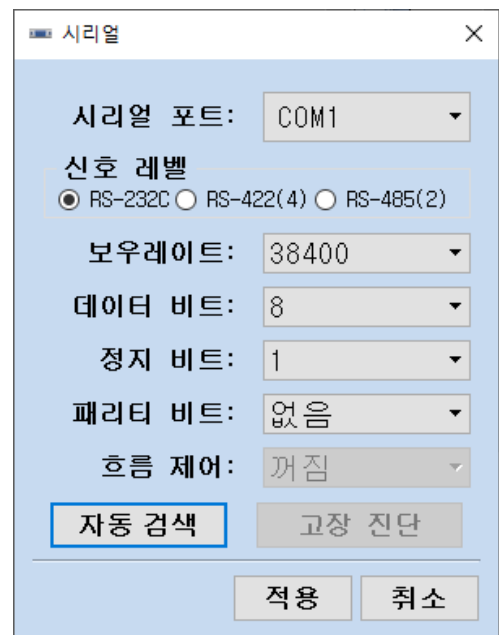 시리얼
시리얼 포트: COM1
신호 레벨
RS-232C RS-422(4) RS-485(2)
보우레이트: 38400
데이터 비트: 8
정지 비트: 1
패리티 비트: 없음
흐름 제어: 꺼짐
자동 검색 고장 진단
적용 취소